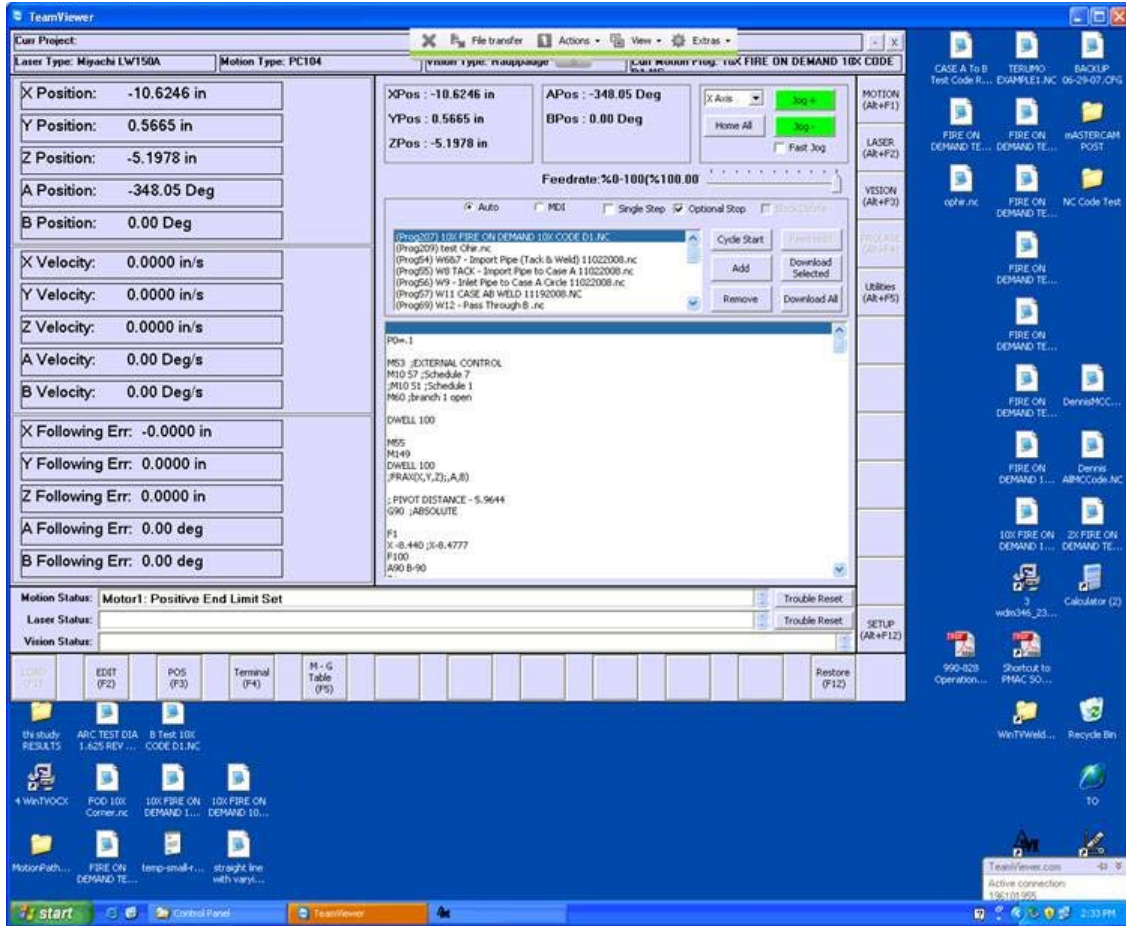 TeamViewer
File transfer Actions View Extras
Curr Project:
Laser Type: Miyachi LW150A
Motion Type: PC104
Vision Type: Hauppauge
10X FIRE ON DEMAND 10X CODE
X Position: -10.6246 in
Y Position: 0.5665 in
Z Position: -5.1978 in
A Position: -348.05 Deg
B Position: 0.00 Deg
X Velocity: 0.0000 in/s
Y Velocity: 0.0000 in/s
Z Velocity: 0.0000 in/s
A Velocity: 0.00 Deg/s
B Velocity: 0.00 Deg/s
X Following Err: -0.0000 in
Y Following Err: 0.0000 in
Z Following Err: 0.0000 in
A Following Err: 0.00 deg
B Following Err: 0.00 deg
XPos : -10.6246 in
YPos : 0.5665 in
ZPos : -5.1978 in
APos : -348.05 Deg
BPos : 0.00 Deg
X Axis
Jog +
Home All
Jog -
Fast Jog
Feedrate:%0-100(%100.00
Auto MDI Single Step Optional Stop
(Prog207) 10X FIRE ON DEMAND 10X CODE D1.NC
(Prog209) test Ohir.nc
(Prog54) W6&7 - Import Pipe (Tack & Weld) 11022008.nc
(Prog55) W8 TACK - Import Pipe to Case A 11022008.nc
(Prog56) W9 - Inlet Pipe to Case A Circle 11022008.nc
(Prog57) W11 CASE AB WELD 11192008.NC
(Prog69) W12 - Pass Through B .nc
Cycle Start
Add
Download
Selected
Remove
Download All
P0=.1
M53 ;EXTERNAL CONTROL
M10 S7 ;Schedule 7
;M10 S1 ;Schedule 1
M60 ;branch 1 open
DWELL 100
M55
M149
DWELL 100
;FRAX(X,Y,Z);,A,B)
; PIVOT DISTANCE - 5.9644
G90 ;ABSOLUTE
F1
X -8.440 ;X-8.4777
F100
A90 B-90
MOTION
(Alt+F1)
LASER
(Alt+F2)
VISION
(Alt+F3)
Utilities
(Alt+F5)
SETUP
(Alt+F12)
Motion Status: Motor1: Positive End Limit Set
Trouble Reset
Laser Status:
Trouble Reset
Vision Status:
EDIT
(F2)
POS
(F3)
Terminal
(F4)
M - G
Table
(F5)
Restore
(F12)
CASE A To B
Test Code R...
TERUMO
EXAMPLE1.NC
BACKUP
06-29-07.CFG
FIRE ON
DEMAND TE...
FIRE ON
DEMAND TE...
mASTERCAM
POST
ophir.nc
FIRE ON
DEMAND TE...
NC Code Test
FIRE ON
DEMAND TE...
FIRE ON
DEMAND TE...
FIRE ON
DEMAND TE...
DennisMCC...
FIRE ON
DEMAND 1...
Dennis
AllMCCode.NC
10X FIRE ON
DEMAND 1...
2X FIRE ON
DEMAND TE...
3
wdm346_23...
Calculator (2)
990-828
Operation...
Shortcut to
PMAC SO...
WinTVWeld...
Recycle Bin
TO
thi study
RESULTS
ARC TEST DIA
1.625 REV ...
B Test 10X
CODE D1.NC
4 WinTVOCX
FOD 10X
Corner.nc
10X FIRE ON
DEMAND 1...
10X FIRE ON
DEMAND 10...
MotionPath...
FIRE ON
DEMAND TE...
temp-small-r...
straight line
with varyi...
TeamViewer.com
Active connection:
start
Control Panel
TeamViewer
2:33 PM